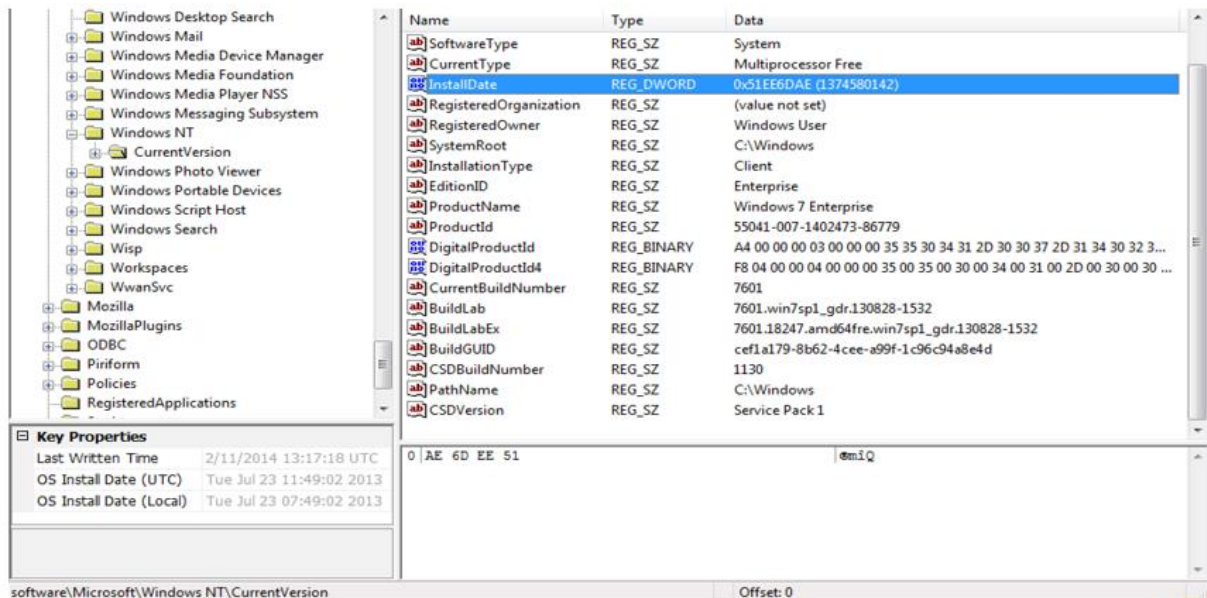 Windows Desktop Search
Windows Mail
Windows Media Device Manager
Windows Media Foundation
Windows Media Player NSS
Windows Messaging Subsystem
Windows NT
CurrentVersion
Windows Photo Viewer
Windows Portable Devices
Windows Script Host
Windows Search
Wisp
Workspaces
WwanSvc
Mozilla
MozillaPlugins
ODBC
Piriform
Policies
RegisteredApplications
Name Type Data
SoftwareType REG_SZ System
CurrentType REG_SZ Multiprocessor Free
InstallDate REG_DWORD 0x51EE6DAE (1374580142)
RegisteredOrganization REG_SZ (value not set)
RegisteredOwner REG_SZ Windows User
SystemRoot REG_SZ C:\Windows
InstallationType REG_SZ Client
EditionID REG_SZ Enterprise
ProductName REG_SZ Windows 7 Enterprise
ProductId REG_SZ 55041-007-1402473-86779
DigitalProductId REG_BINARY A4 00 00 00 03 00 00 00 35 35 30 34 31 2D 30 30 37 2D 31 34 30 32 3...
DigitalProductId4 REG_BINARY F8 04 00 00 04 00 00 00 35 00 35 00 30 00 34 00 31 00 2D 00 30 00 30 ...
CurrentBuildNumber REG_SZ 7601
BuildLab REG_SZ 7601.win7sp1_gdr.130828-1532
BuildLabEx REG_SZ 7601.18247.amd64fre.win7sp1_gdr.130828-1532
BuildGUID REG_SZ cef1a179-8b62-4cee-a99f-1c96c94a8e4d
CSDBuildNumber REG_SZ 1130
PathName REG_SZ C:\Windows
CSDVersion REG_SZ Service Pack 1
Key Properties
Last Written Time 2/11/2014 13:17:18 UTC
OS Install Date (UTC) Tue Jul 23 11:49:02 2013
OS Install Date (Local) Tue Jul 23 07:49:02 2013
0 AE 6D EE 51 ®miQ
software\Microsoft\Windows NT\CurrentVersion Offset: 0